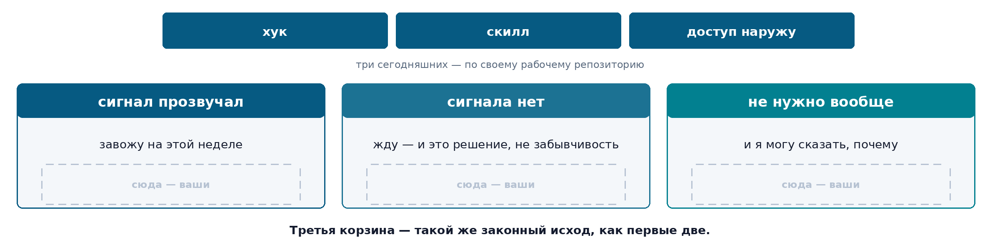 хук
скилл
доступ наружу
три сегодняшних — по своему рабочему репозиторию
сигнал прозвучал
сигнала нет
не нужно вообще
завожу на этой неделе
жду — и это решение, не забывчивость
и я могу сказать, почему
сюда — ваши
сюда — ваши
сюда — ваши
Третья корзина — такой же законный исход, как первые две.